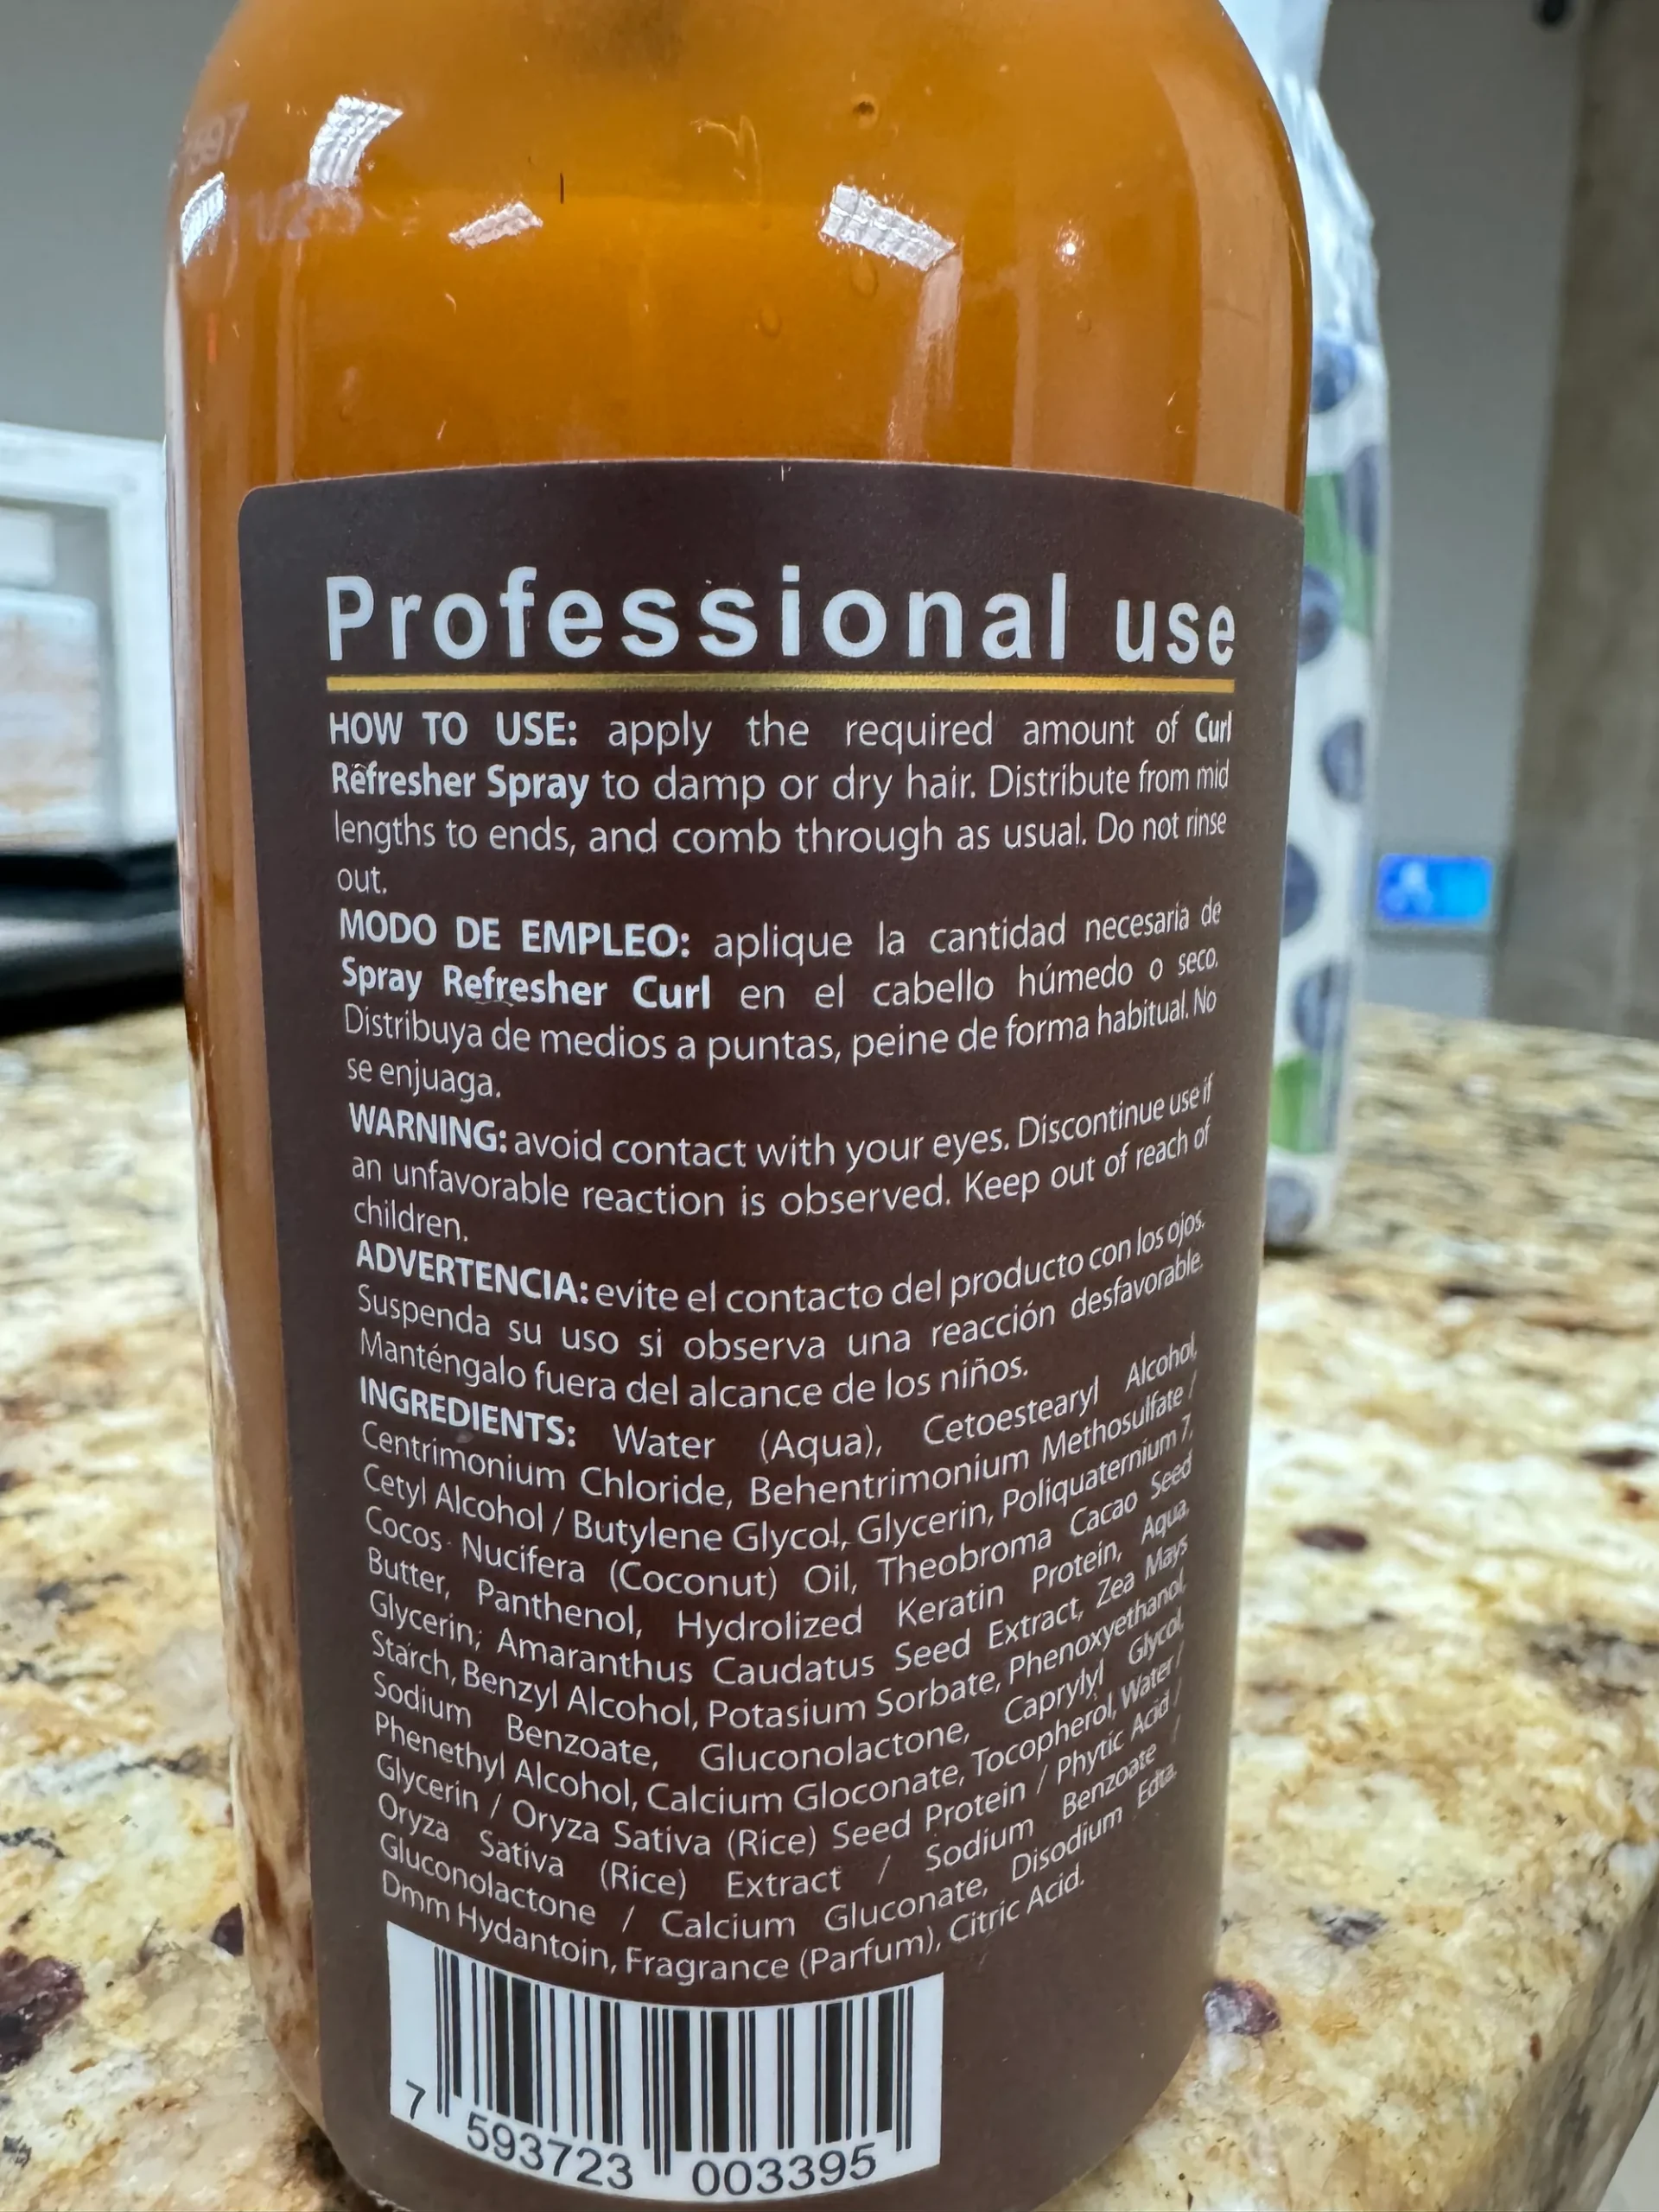 Professional use
HOW TO USE: apply the required amount of Curl
Refresher Spray to damp or dry hair. Distribute from mid
lengths to ends, and comb through as usual. Do not rinse
out.
MODO DE EMPLEO: aplique la cantidad necesaria de
Spray Refresher Curl en el cabello húmedo o seco.
Distribuya de medios a puntas, peine de forma habitual. No
se enjuaga.
WARNING: avoid contact with your eyes. Discontinue use if
an unfavorable reaction is observed. Keep out of reach of
children.
ADVERTENCIA: evite el contacto del producto con los ojos.
Suspenda su uso si observa una reacción desfavorable.
Manténgalo fuera del alcance de los niños.
INGREDIENTS: Water (Aqua), Cetoestearyl Alcohol,
Centrimonium Chloride, Behentrimonium Methosulfate /
Cetyl Alcohol / Butylene Glycol, Glycerin, Poliquaternium 7,
Cocos Nucifera (Coconut) Oil, Theobroma Cacao Seed
Butter, Panthenol, Hydrolized Keratin Protein, Aqua,
Glycerin; Amaranthus Caudatus Seed Extract, Zea Mays
Starch, Benzyl Alcohol, Potasium Sorbate, Phenoxyethanol,
Sodium Benzoate, Gluconolactone, Caprylyl Glycol,
Phenethyl Alcohol, Calcium Gloconate, Tocopherol, Water /
Glycerin / Oryza Sativa (Rice) Seed Protein / Phytic Acid /
Oryza Sativa (Rice) Extract / Sodium Benzoate /
Gluconolactone / Calcium Gluconate, Disodium Edta,
Dmm Hydantoin, Fragrance (Parfum), Citric Acid.
7 593723 003395